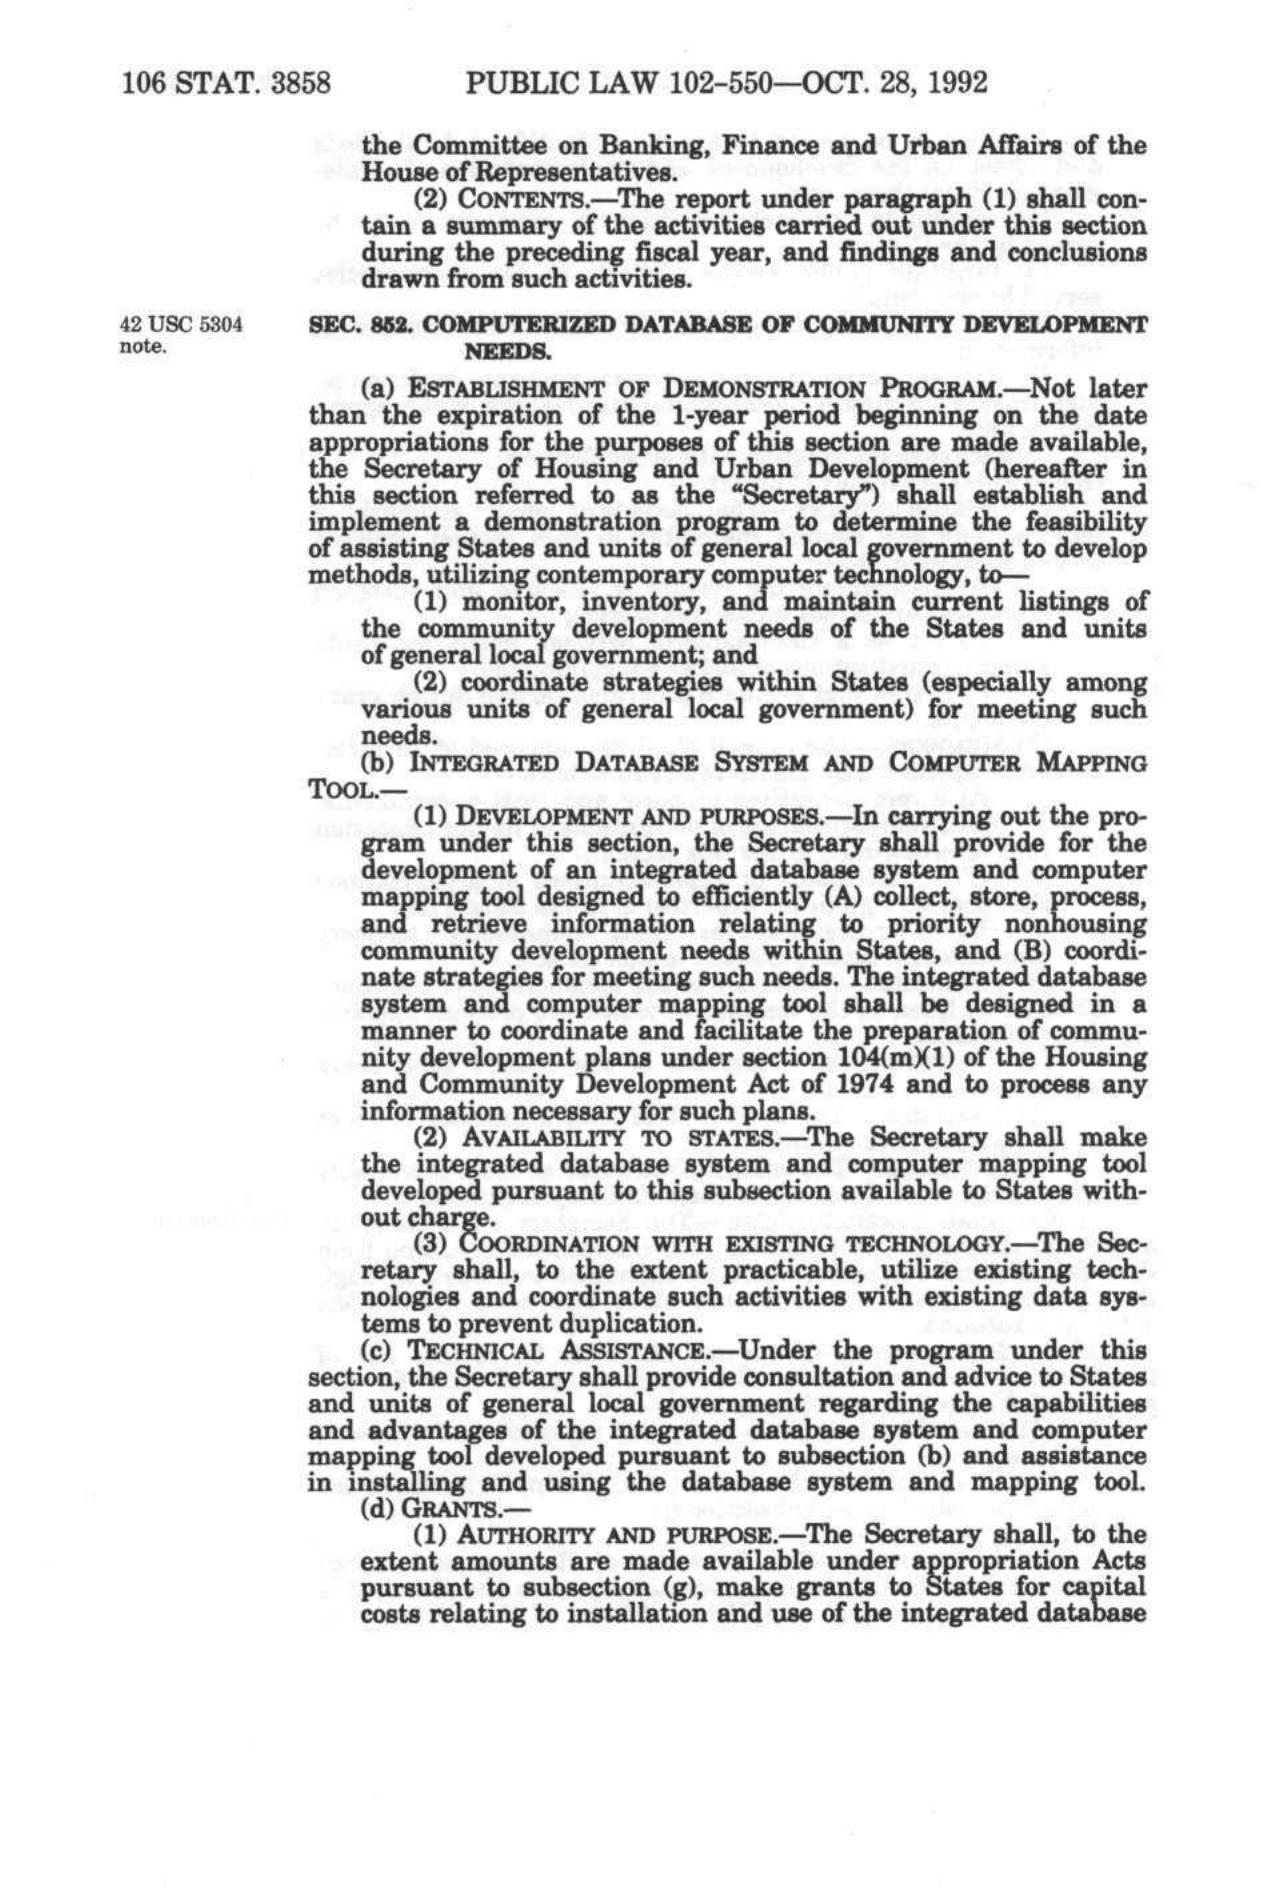 106 STAT. 3858 PUBLIC LAW 102-550—OCT. 28, 1992
the Committee on Banking, Finance and Urban Affairs of the
House of Representatives.
(2) CONTENTS.—The report under paragraph (1) shall con-
tain a summary of the activities carried out under this section
during the preceding fiscal year, and findings and conclusions
drawn from such activities.
42 USC 5304
note.
SEC. 852. COMPUTERIZED DATABASE OF COMMUNITY DEVELOPMENT
NEEDS.
(a) ESTABLISHMENT OF DEMONSTRATION PROGRAM.—Not later
than the expiration of the 1-year period beginning on the date
appropriations for the purposes of this section are made available,
the Secretary of Housing and Urban Development (hereafter in
this section referred to as the “Secretary”) shall establish and
implement a demonstration program to determine the feasibility
of assisting States and units of general local government to develop
methods, utilizing contemporary computer technology, to—
(1) monitor, inventory, and maintain current listings of
the community development needs of the States and units
of general local government; and
(2) coordinate strategies within States (especially among
various units of general local government) for meeting such
needs.
(b) INTEGRATED DATABASE SYSTEM AND COMPUTER MAPPING
TOOL.—
(1) DEVELOPMENT AND PURPOSES.—In carrying out the pro-
gram under this section, the Secretary shall provide for the
development of an integrated database system and computer
mapping tool designed to efficiently (A) collect, store, process,
and retrieve information relating to priority nonhousing
community development needs within States, and (B) coordi-
nate strategies for meeting such needs. The integrated database
system and computer mapping tool shall be designed in a
manner to coordinate and facilitate the preparation of commu-
nity development plans under section 104(m)(1) of the Housing
and Community Development Act of 1974 and to process any
information necessary for such plans.
(2) AVAILABILITY TO STATES.—The Secretary shall make
the integrated database system and computer mapping tool
developed pursuant to this subsection available to States with-
out charge.
(3) COORDINATION WITH EXISTING TECHNOLOGY.—The Sec-
retary shall, to the extent practicable, utilize existing tech-
nologies and coordinate such activities with existing data sys-
tems to prevent duplication.
(c) TECHNICAL ASSISTANCE.—Under the program under this
section, the Secretary shall provide consultation and advice to States
and units of general local government regarding the capabilities
and advantages of the integrated database system and computer
mapping tool developed pursuant to subsection (b) and assistance
in installing and using the database system and mapping tool.
(d) GRANTS.—
(1) AUTHORITY AND PURPOSE.—The Secretary shall, to the
extent amounts are made available under appropriation Acts
pursuant to subsection (g), make grants to States for capital
costs relating to installation and use of the integrated database